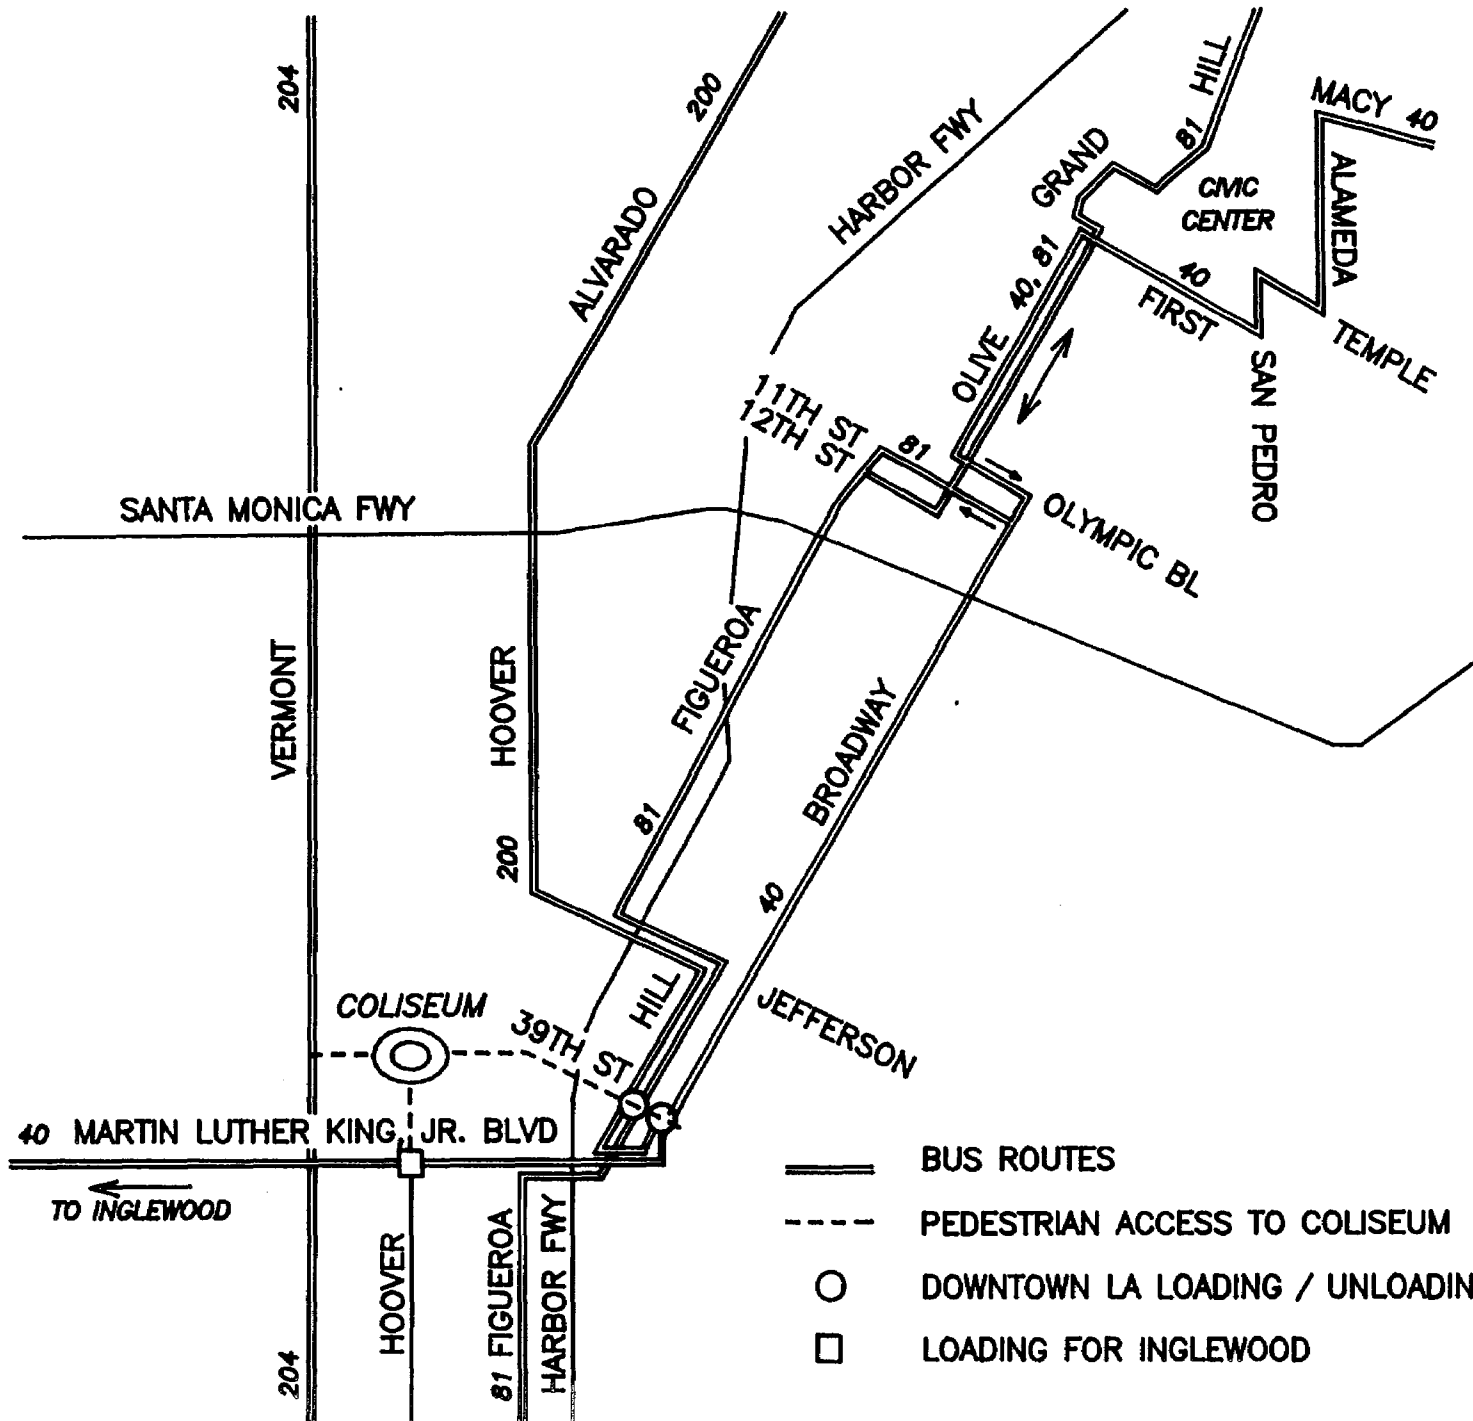 204
200
HARBOR FWY
HILL
81
MACY 40
GRAND
CIVIC
CENTER
ALAMEDA
ALVARADO
40, 81
OLIVE
40
FIRST
TEMPLE
SAN PEDRO
11TH ST
12TH ST
81
SANTA MONICA FWY
OLYMPIC BL
VERMONT
HOOVER
FIGUEROA
BROADWAY
200
81
40
COLISEUM
39TH ST
HILL
JEFFERSON
40 MARTIN LUTHER KING, JR. BLVD
TO INGLEWOOD
HOOVER
81 FIGUEROA
HARBOR FWY
204
BUS ROUTES
PEDESTRIAN ACCESS TO COLISEUM
DOWNTOWN LA LOADING / UNLOADIN
LOADING FOR INGLEWOOD